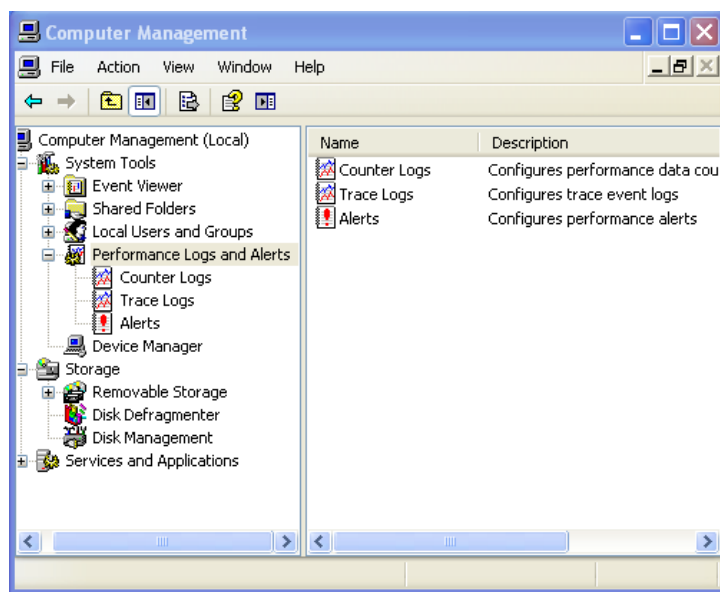 Computer Management
File Action View Window Help
Computer Management (Local)
System Tools
Event Viewer
Shared Folders
Local Users and Groups
Performance Logs and Alerts
Counter Logs
Trace Logs
Alerts
Device Manager
Storage
Removable Storage
Disk Defragmenter
Disk Management
Services and Applications
Name Description
Counter Logs Configures performance data cou
Trace Logs Configures trace event logs
Alerts Configures performance alerts